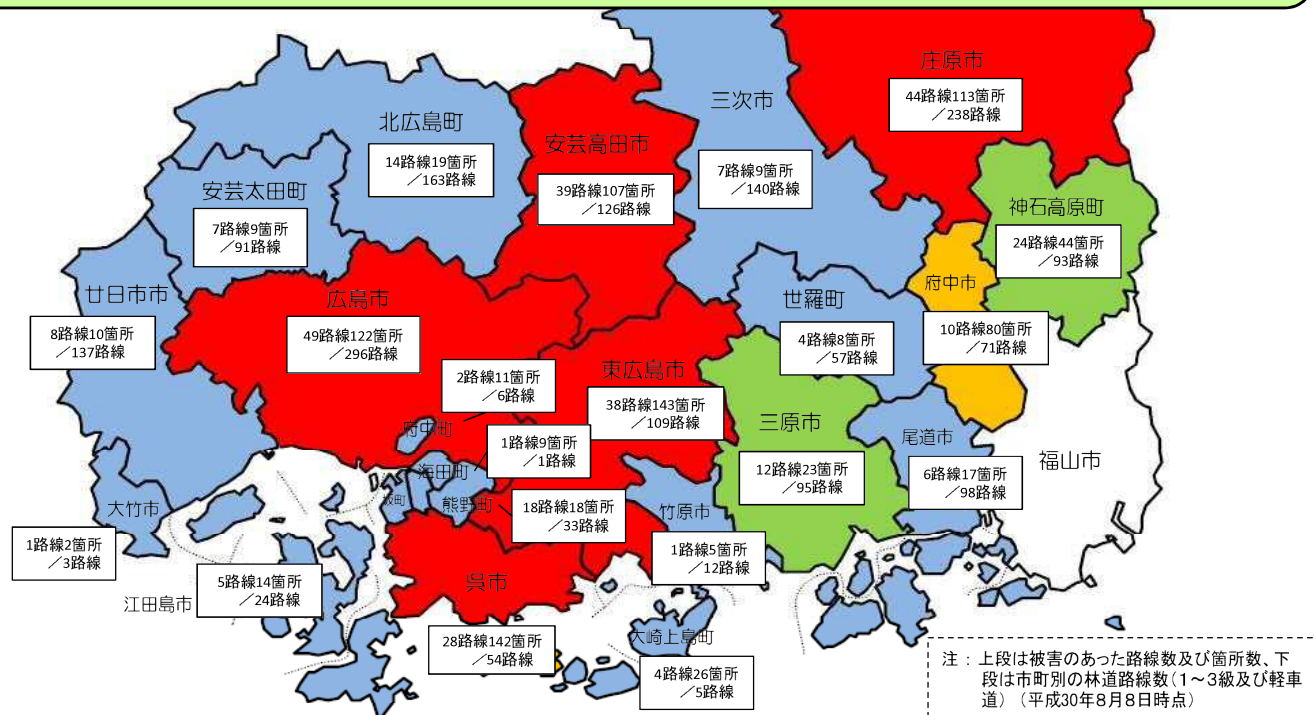 庄原市
44路線113箇所
／238路線
三次市
7路線9箇所
／140路線
北広島町
14路線19箇所
／163路線
安芸高田市
39路線107箇所
／126路線
安芸太田町
7路線9箇所
／91路線
神石高原町
24路線44箇所
／93路線
廿日市市
8路線10箇所
／137路線
広島市
49路線122箇所
／296路線
世羅町
4路線8箇所
／57路線
府中市
10路線80箇所
／71路線
2路線11箇所
／6路線
府中町
東広島市
38路線143箇所
／109路線
三原市
12路線23箇所
／95路線
尾道市
6路線17箇所
／98路線
福山市
1路線9箇所
／1路線
海田町
坂町
熊野町
18路線18箇所
／33路線
竹原市
1路線5箇所
／12路線
大竹市
1路線2箇所
／3路線
江田島市
5路線14箇所
／24路線
呉市
28路線142箇所
／54路線
大崎上島町
4路線26箇所
／5路線
注：上段は被害のあった路線数及び箇所数、下
段は市町別の林道路線数（1～3級及び軽車
道）（平成30年8月8日時点）